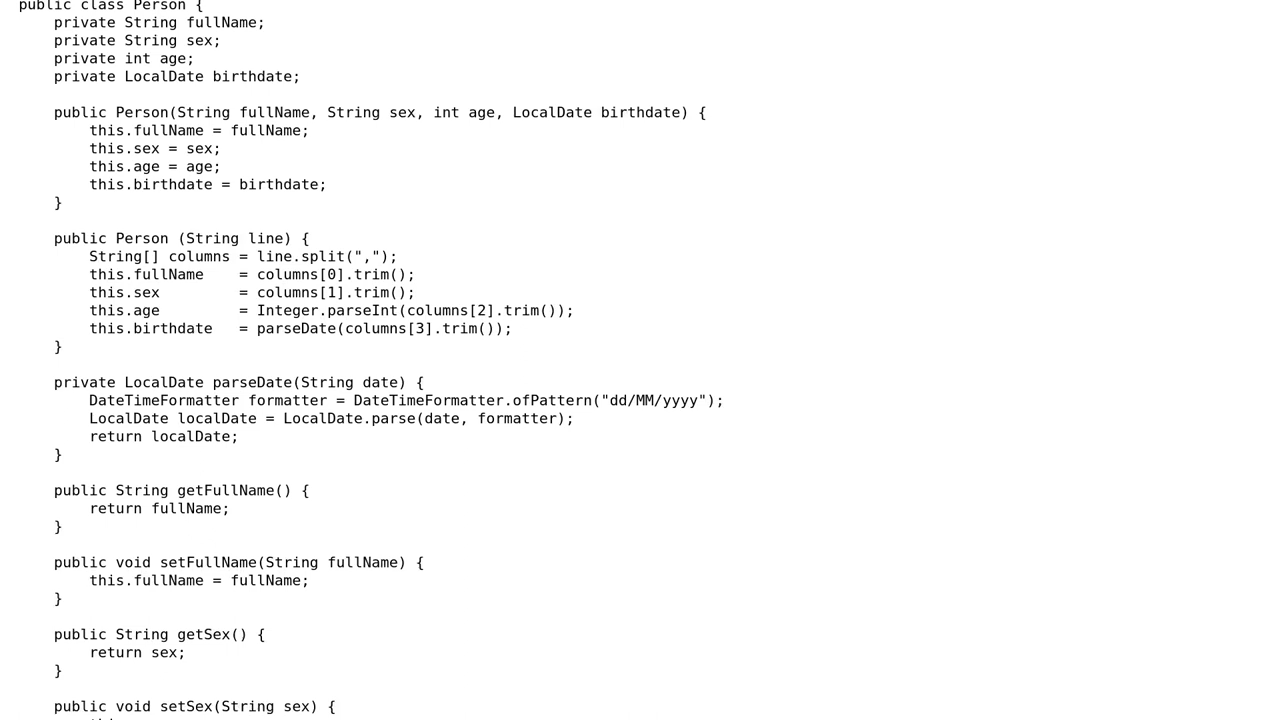 public class Person {
    private String fullName;
    private String sex;
    private int age;
    private LocalDate birthdate;

    public Person(String fullName, String sex, int age, LocalDate birthdate) {
        this.fullName = fullName;
        this.sex = sex;
        this.age = age;
        this.birthdate = birthdate;
    }

    public Person (String line) {
        String[] columns = line.split(",");
        this.fullName    = columns[0].trim();
        this.sex         = columns[1].trim();
        this.age         = Integer.parseInt(columns[2].trim());
        this.birthdate   = parseDate(columns[3].trim());
    }

    private LocalDate parseDate(String date) {
        DateTimeFormatter formatter = DateTimeFormatter.ofPattern("dd/MM/yyyy");
        LocalDate localDate = LocalDate.parse(date, formatter);
        return localDate;
    }

    public String getFullName() {
        return fullName;
    }

    public void setFullName(String fullName) {
        this.fullName = fullName;
    }

    public String getSex() {
        return sex;
    }

    public void setSex(String sex) {